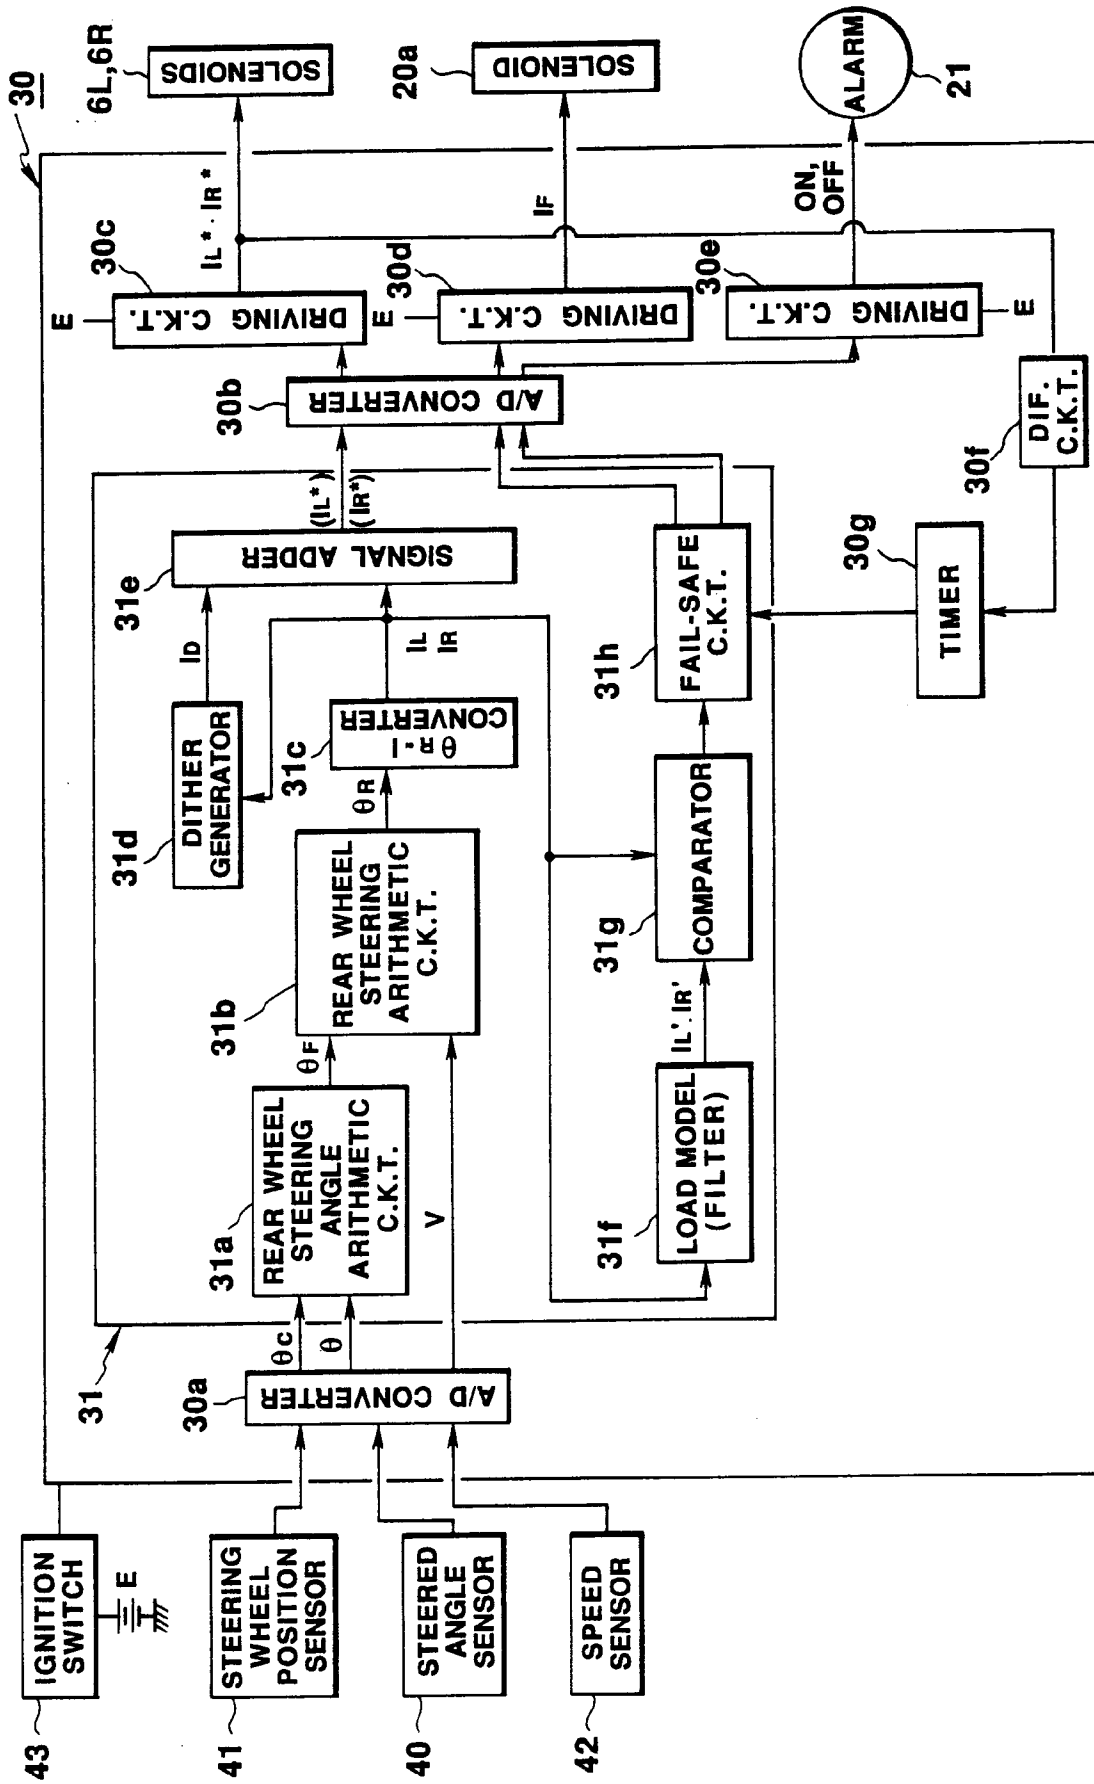 30
43
IGNITION
SWITCH
E
41
STEERING
WHEEL
POSITION
SENSOR
40
STEERED
ANGLE
SENSOR
42
SPEED
SENSOR
30a
A/D CONVERTER
θC
θ
V
31
31a
REAR WHEEL
STEERING
ANGLE
ARITHMETIC
C.K.T.
θF
31b
REAR WHEEL
STEERING
ARITHMETIC
C.K.T.
θR
31c
θR-I
CONVERTER
IL
IR
31d
DITHER
GENERATOR
ID
31e
SIGNAL ADDER
(IL*)
(IR*)
31f
LOAD MODEL
(FILTER)
IL'.IR'
31g
COMPARATOR
31h
FAIL-SAFE
C.K.T.
30b
A/D CONVERTER
30c
E
DRIVING C.K.T.
IL*.IR*
6L,6R
SOLENOIDS
30d
E
DRIVING C.K.T.
IF
20a
SOLENOID
30e
DRIVING C.K.T.
E
ON,
OFF
ALARM
21
30f
DIF.
C.K.T.
30g
TIMER